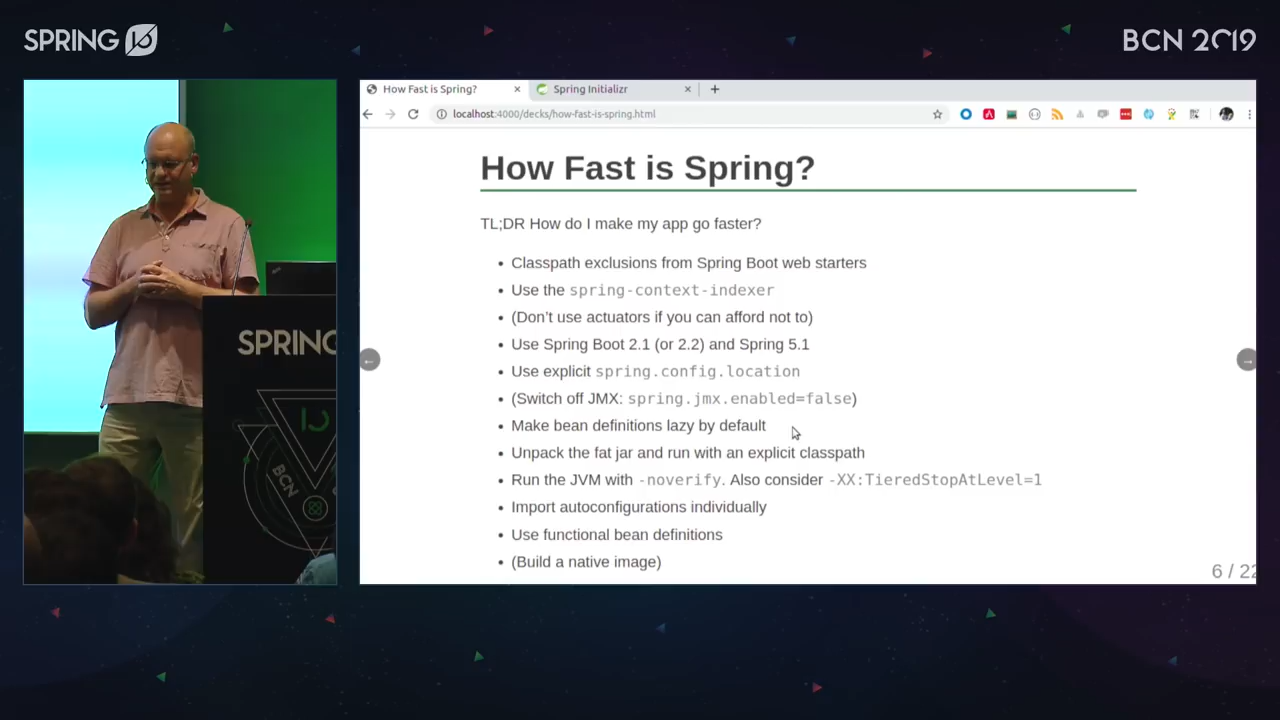 SPRING IO
BCN 2019
How Fast is Spring?
Spring Initializr
localhost:4000/decks/how-fast-is-spring.html
How Fast is Spring?
TL;DR How do I make my app go faster?
• Classpath exclusions from Spring Boot web starters
• Use the spring-context-indexer
• (Don't use actuators if you can afford not to)
• Use Spring Boot 2.1 (or 2.2) and Spring 5.1
• Use explicit spring.config.location
• (Switch off JMX: spring.jmx.enabled=false)
• Make bean definitions lazy by default
• Unpack the fat jar and run with an explicit classpath
• Run the JVM with -noverify. Also consider -XX:TieredStopAtLevel=1
• Import autoconfigurations individually
• Use functional bean definitions
• (Build a native image)
6 / 22
SPRING
IO
BCN